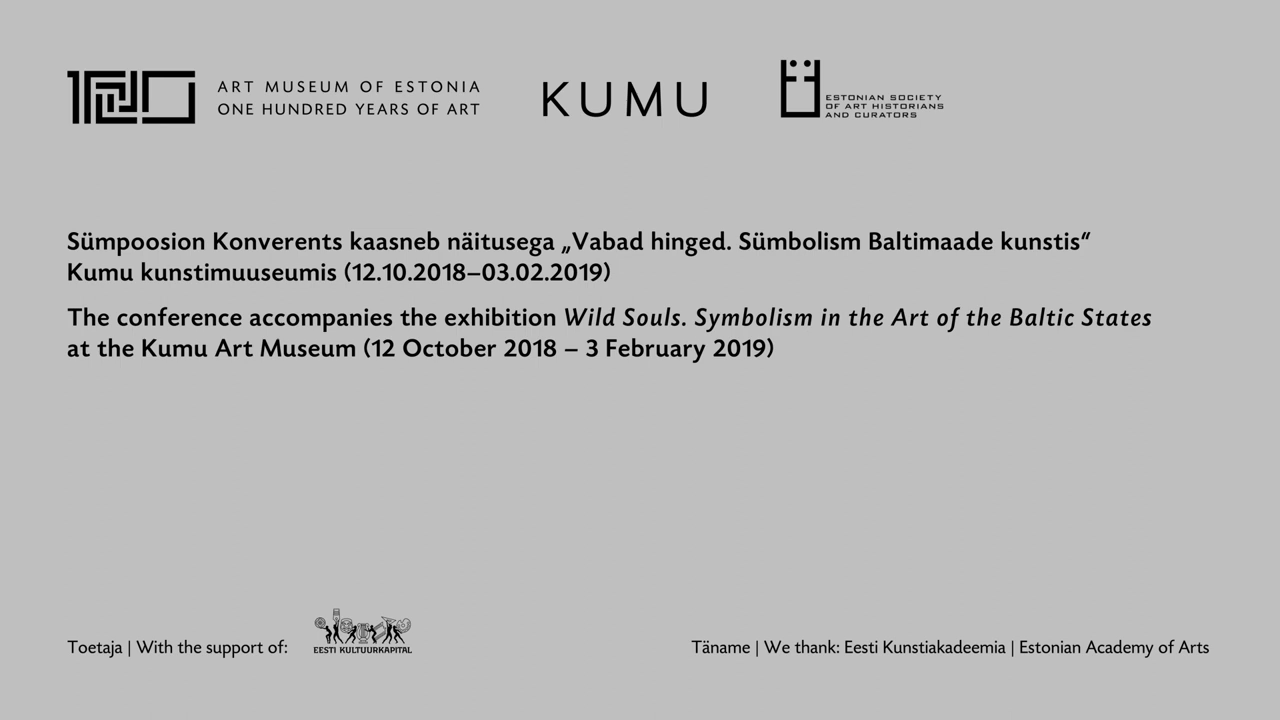 100 ART MUSEUM OF ESTONIA
ONE HUNDRED YEARS OF ART
KUMU
ESTONIAN SOCIETY
OF ART HISTORIANS
AND CURATORS
Sümpoosion Konverents kaasneb näitusega „Vabad hinged. Sümbolism Baltimaade kunstis“
Kumu kunstimuuseumis (12.10.2018–03.02.2019)
The conference accompanies the exhibition Wild Souls. Symbolism in the Art of the Baltic States
at the Kumu Art Museum (12 October 2018 – 3 February 2019)
Toetaja | With the support of:
EESTI KULTUURKAPITAL
Täname | We thank: Eesti Kunstiakadeemia | Estonian Academy of Arts